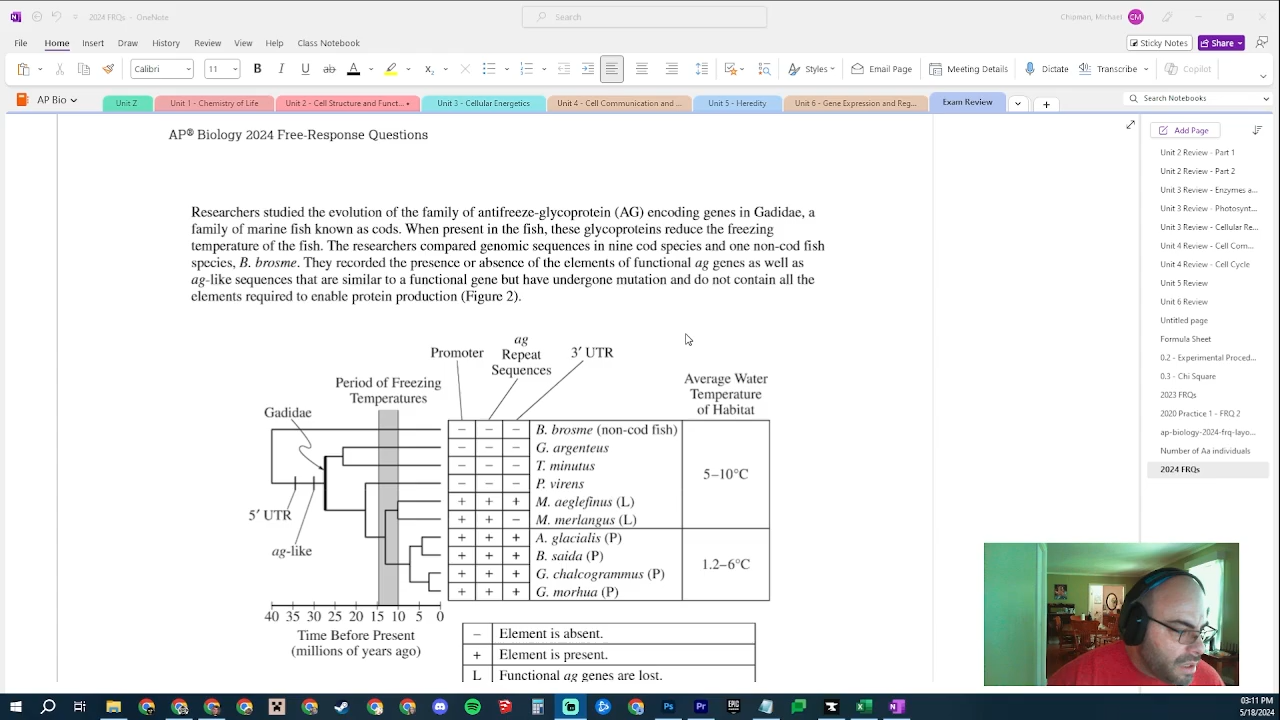 2024 FRQs - OneNote
Search
Chipman, Michael
CM
File Home Insert Draw History Review View Help Class Notebook
Sticky Notes
Share
Calibri
11
B I U ab A
Styles
Email Page
Meeting Details
Dictate
Transcribe
Copilot
AP Bio
Unit Z
Unit 1 - Chemistry of Life
Unit 2 - Cell Structure and Funct...
Unit 3 - Cellular Energetics
Unit 4 - Cell Communication and ...
Unit 5 - Heredity
Unit 6 - Gene Expression and Reg...
Exam Review
Search Notebooks
AP® Biology 2024 Free-Response Questions
Researchers studied the evolution of the family of antifreeze-glycoprotein (AG) encoding genes in Gadidae, a
family of marine fish known as cods. When present in the fish, these glycoproteins reduce the freezing
temperature of the fish. The researchers compared genomic sequences in nine cod species and one non-cod fish
species, B. brosme. They recorded the presence or absence of the elements of functional ag genes as well as
ag-like sequences that are similar to a functional gene but have undergone mutation and do not contain all the
elements required to enable protein production (Figure 2).
Promoter
ag
Repeat
Sequences
3′ UTR
Period of Freezing
Temperatures
Average Water
Temperature
of Habitat
Gadidae
5′ UTR
ag-like
− − − B. brosme (non-cod fish)
− − − G. argenteus
− − − T. minutus
− − − P. virens
+ + + M. aeglefinus (L)
+ + − M. merlangus (L)
+ + + A. glacialis (P)
+ + + B. saida (P)
+ + + G. chalcogrammus (P)
+ + + G. morhua (P)
5–10°C
1.2–6°C
40 35 30 25 20 15 10 5 0
Time Before Present
(millions of years ago)
− Element is absent.
+ Element is present.
L Functional ag genes are lost.
Add Page
Unit 2 Review - Part 1
Unit 2 Review - Part 2
Unit 3 Review - Enzymes a...
Unit 3 Review - Photosynt...
Unit 3 Review - Cellular Re...
Unit 4 Review - Cell Com...
Unit 4 Review - Cell Cycle
Unit 5 Review
Unit 6 Review
Untitled page
Formula Sheet
0.2 - Experimental Proced...
0.3 - Chi Square
2023 FRQs
2020 Practice 1 - FRQ 2
ap-biology-2024-frq-layo...
Number of Aa individuals
2024 FRQs
03:11 PM
5/18/2024